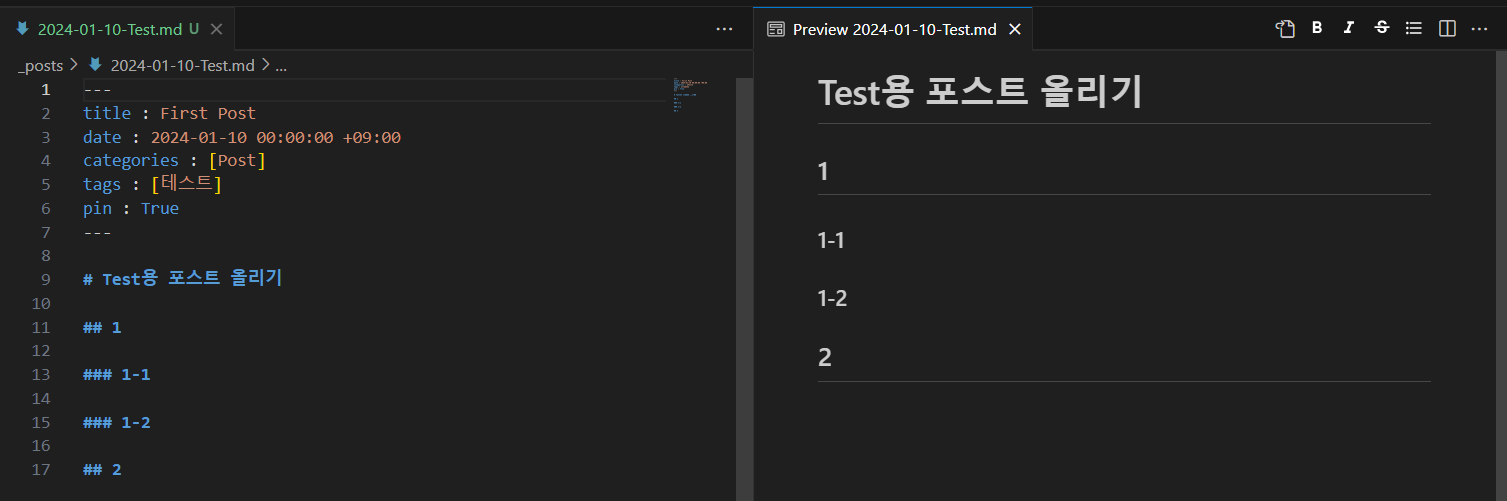 2024-01-10-Test.md U
Preview 2024-01-10-Test.md
_posts > 2024-01-10-Test.md > ...
1 ---
2 title : First Post
3 date : 2024-01-10 00:00:00 +09:00
4 categories : [Post]
5 tags : [테스트]
6 pin : True
7 ---
8
9 # Test용 포스트 올리기
10
11 ## 1
12
13 ### 1-1
14
15 ### 1-2
16
17 ## 2
Test용 포스트 올리기
1
1-1
1-2
2